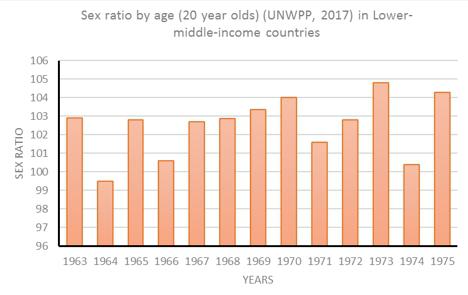 Sex ratio by age (20 year olds) (UNWPP, 2017) in Lower-
middle-income countries
106
105
104
103
102
101
100
99
98
97
96
SEX RATIO
1963 1964 1965 1966 1967 1968 1969 1970 1971 1972 1973 1974 1975
YEARS